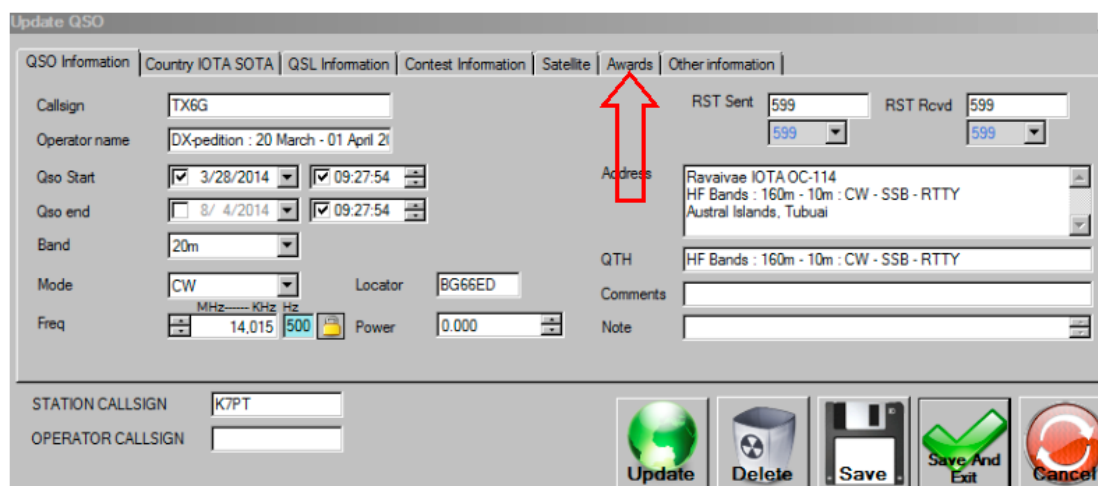 Update QSO
QSO Information Country IOTA SOTA QSL Information Contest Information Satellite Awards Other information
Callsign TX6G RST Sent 599 RST Rcvd 599
599 599
Operator name DX-pedition : 20 March - 01 April
Qso Start 3/28/2014 09:27:54 Address Raivavae IOTA OC-114
HF Bands : 160m - 10m : CW - SSB - RTTY
Austral Islands, Tubuai
Qso end 8/ 4/2014 09:27:54
Band 20m
QTH HF Bands : 160m - 10m : CW - SSB - RTTY
Mode CW Locator BG66ED Comments
MHz------ KHz Hz
Freq 14,015 500 Power 0.000 Note
STATION CALLSIGN K7PT
OPERATOR CALLSIGN
Update Delete Save Save And Exit Cancel